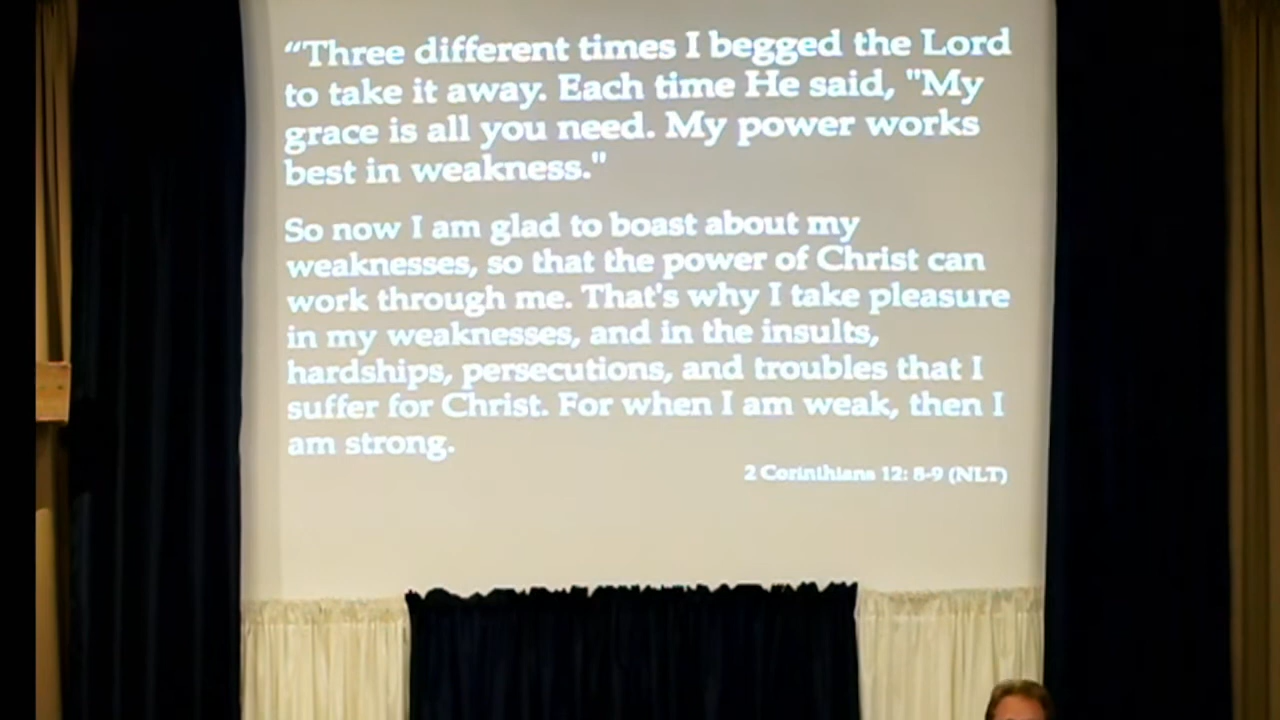 “Three different times I begged the Lord
to take it away. Each time He said, "My
grace is all you need. My power works
best in weakness."
So now I am glad to boast about my
weaknesses, so that the power of Christ can
work through me. That's why I take pleasure
in my weaknesses, and in the insults,
hardships, persecutions, and troubles that I
suffer for Christ. For when I am weak, then I
am strong.
2 Corinthians 12: 8-9 (NLT)